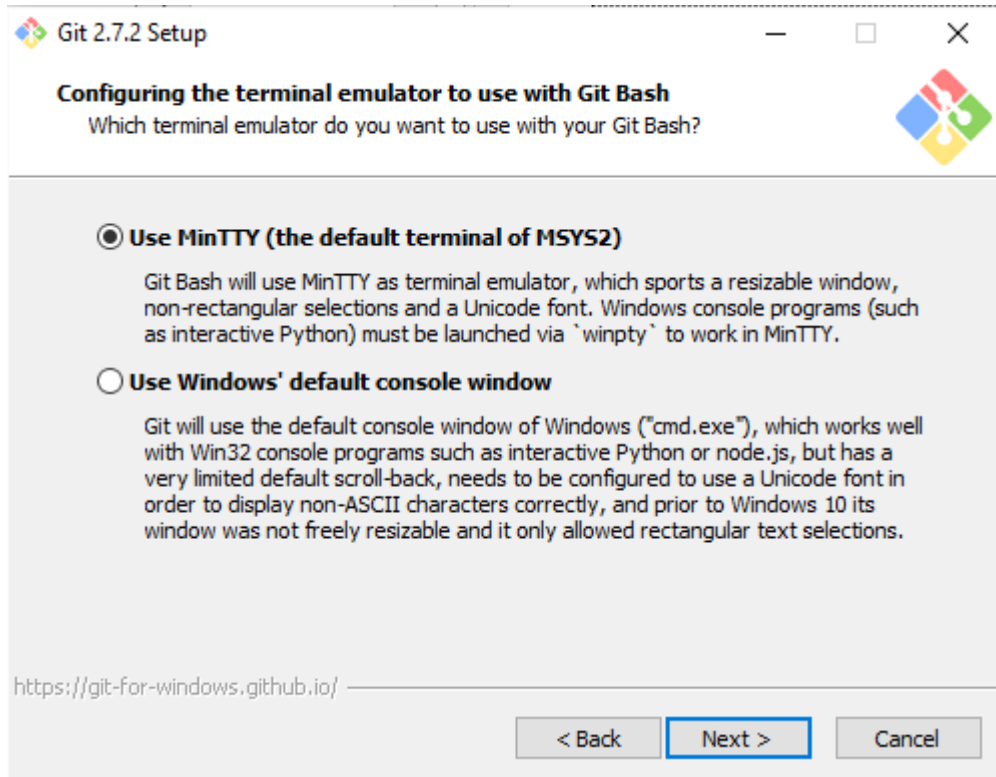 Git 2.7.2 Setup
Configuring the terminal emulator to use with Git Bash
Which terminal emulator do you want to use with your Git Bash?
Use MinTTY (the default terminal of MSYS2)
Git Bash will use MinTTY as terminal emulator, which sports a resizable window,
non-rectangular selections and a Unicode font. Windows console programs (such
as interactive Python) must be launched via `winpty` to work in MinTTY.
Use Windows' default console window
Git will use the default console window of Windows ("cmd.exe"), which works well
with Win32 console programs such as interactive Python or node.js, but has a
very limited default scroll-back, needs to be configured to use a Unicode font in
order to display non-ASCII characters correctly, and prior to Windows 10 its
window was not freely resizable and it only allowed rectangular text selections.
https://git-for-windows.github.io/
< Back
Next >
Cancel